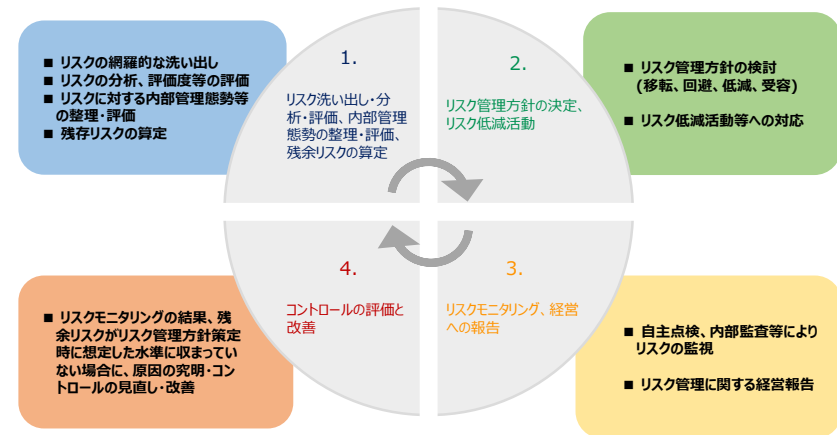 ■ リスクの網羅的な洗い出し
■ リスクの分析、評価度等の評価
■ リスクに対する内部管理態勢等
の整理・評価
■ 残存リスクの算定
1.
リスク洗い出し・分
析・評価、内部管理
態勢の整理・評価、
残余リスクの算定
2.
リスク管理方針の決定、
リスク低減活動
■ リスク管理方針の検討
(移転、回避、低減、受容)
■ リスク低減活動等への対応
■ リスクモニタリングの結果、残
余リスクがリスク管理方針策定
時に想定した水準に収まってい
ない場合に、原因の究明・コン
トロールの見直し・改善
4.
コントロールの評価と
改善
3.
リスクモニタリング、経営
への報告
■ 自主点検、内部監査等により
リスクの監視
■ リスク管理に関する経営報告